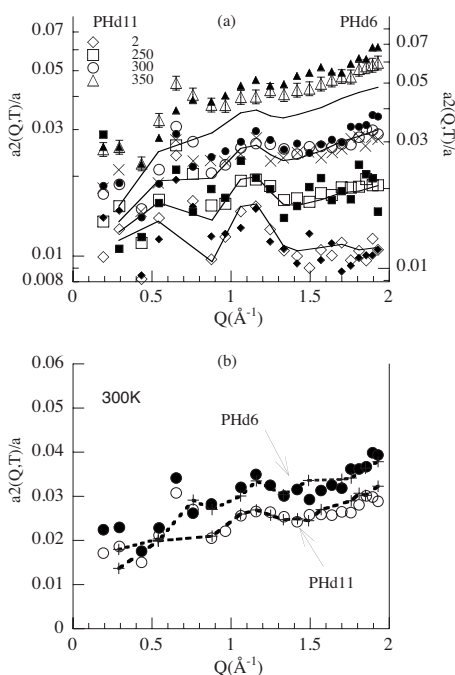 PHd11 (a) PHd6
0.07 0.07
2
250
300
350
0.05 0.05
0.03 0.03
0.01 0.01
0.008
a2(Q,T)/a
a2(Q,T)/a
0 0.5 1 1.5 2
Q(Å⁻¹)
(b)
0.06
300K
0.05
PHd6
0.04
0.03
0.02
PHd11
0.01
0
a2(Q,T)/a
0 0.5 1 1.5 2
Q(Å⁻¹)